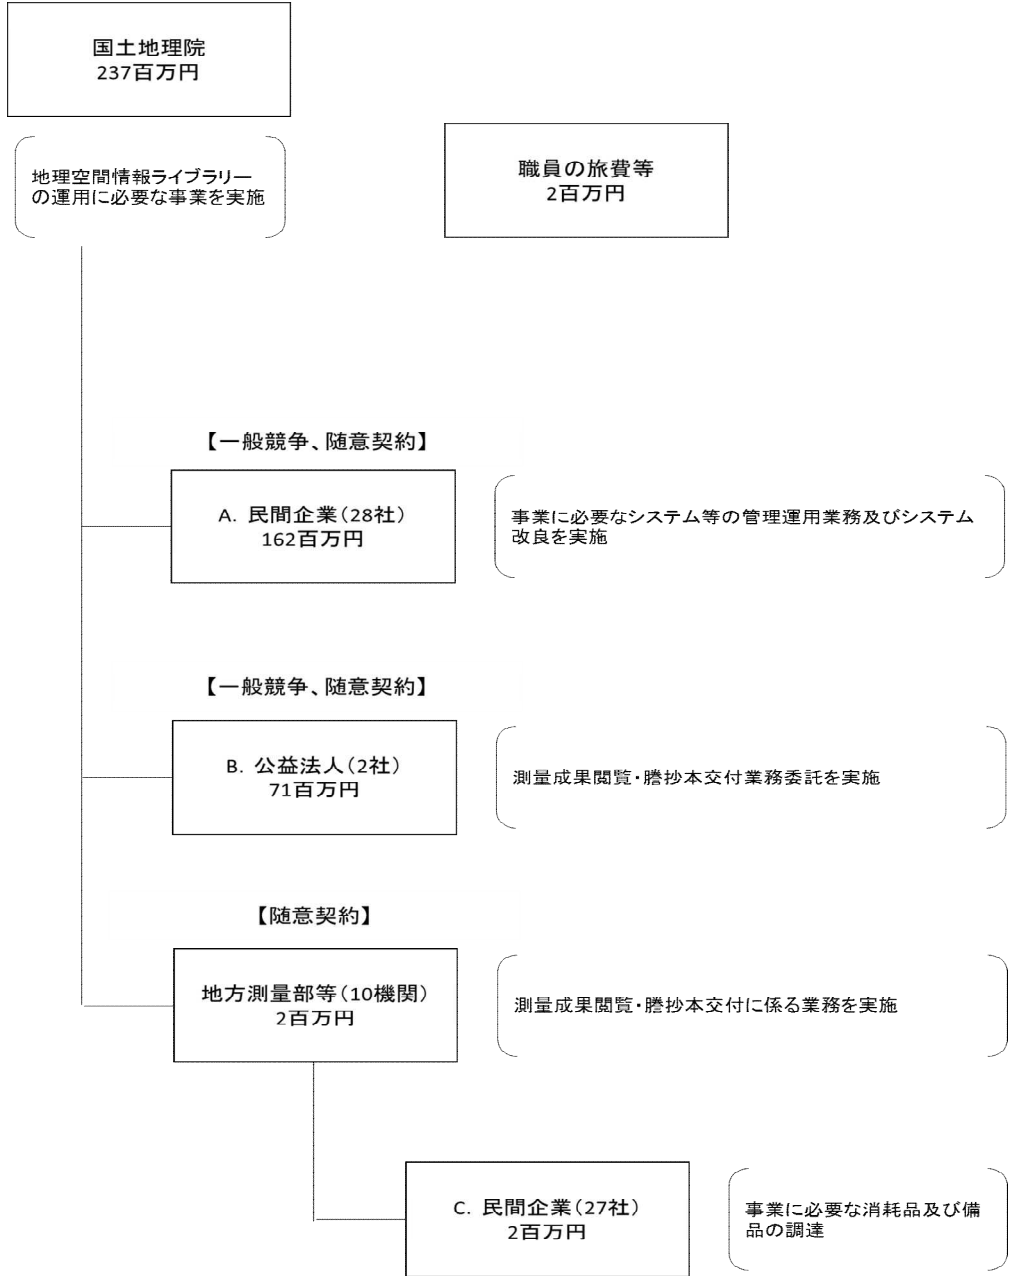 国土地理院
237百万円
地理空間情報ライブラリー
の運用に必要な事業を実施
職員の旅費等
2百万円
【一般競争、随意契約】
A. 民間企業（28社）
162百万円
事業に必要なシステム等の管理運用業務及びシステム
改良を実施
【一般競争、随意契約】
B. 公益法人（2社）
71百万円
測量成果閲覧・謄抄本交付業務委託を実施
【随意契約】
地方測量部等（10機関）
2百万円
測量成果閲覧・謄抄本交付に係る業務を実施
C. 民間企業（27社）
2百万円
事業に必要な消耗品及び備
品の調達